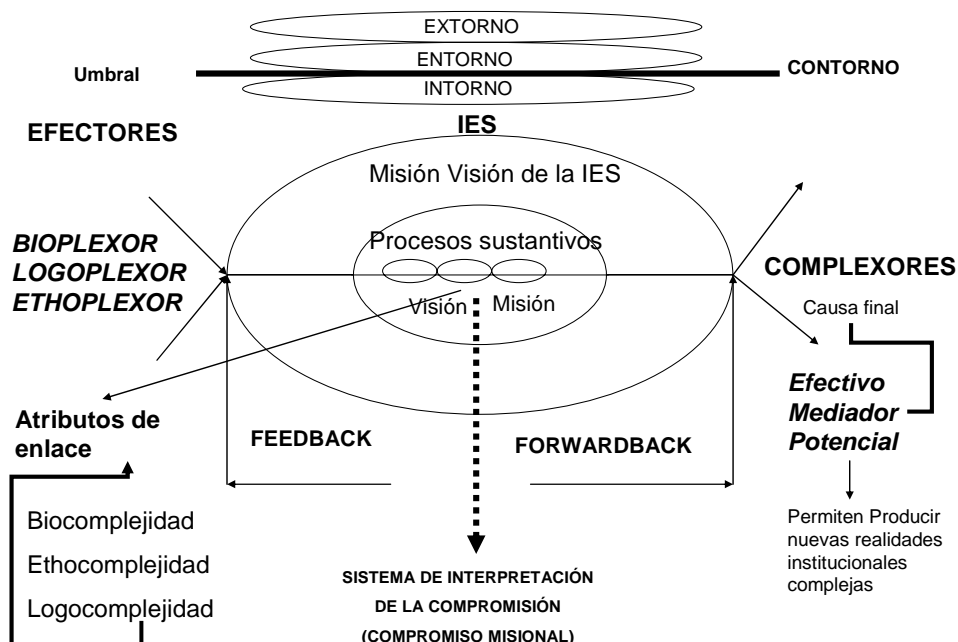 EXTORNO
ENTORNO
Umbral
CONTORNO
INTORNO
IES
EFECTORES
Misión Visión de la IES
Procesos sustantivos
BIOPLEXOR
LOGOPLEXOR
ETHOPLEXOR
COMPLEXORES
Visión
Misión
Causa final
Efectivo
Mediador
Potencial
Atributos de
enlace
FEEDBACK
FORWARDBACK
Biocomplejidad
Ethocomplejidad
Logocomplejidad
Permiten Producir
nuevas realidades
institucionales
complejas
SISTEMA DE INTERPRETACIÓN
DE LA COMPROMISIÓN
(COMPROMISO MISIONAL)